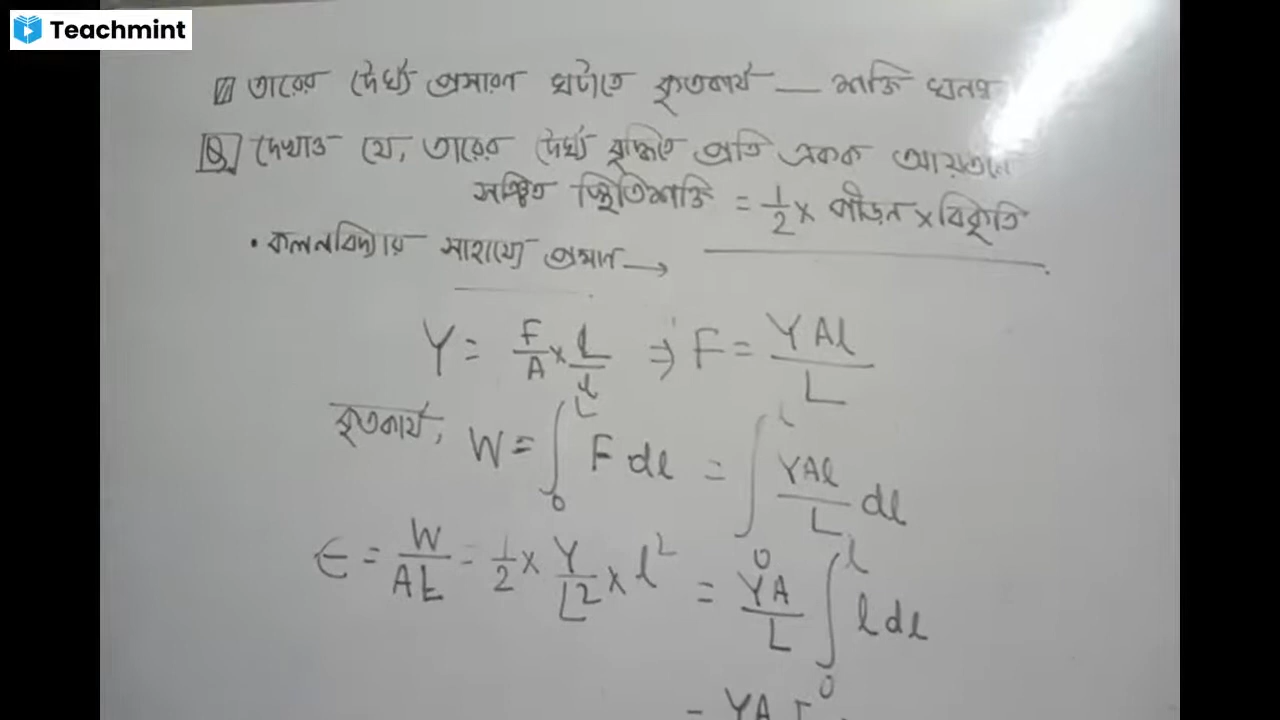 Teachmint
তারের দৈর্ঘ্য প্রসারণ ঘটাতে কৃতকার্য — শক্তি ঘনত্ব
Q দেখাও যে, তারের দৈর্ঘ্য বৃদ্ধিতে প্রতি একক আয়তনে
সঞ্চিত স্থিতিশক্তি = 1/2 × পীড়ন × বিকৃতি
• কলনবিদ্যার সাহায্যে প্রমান →
Y = F/A × L/l ⇒ F = YAl/L
কৃতকার্য, W = ∫₀ˡ F dl = ∫₀ˡ YAl/L dl
E = W/AL = 1/2 × Y/L² × l² = YA/L ∫₀ˡ l dl
= YA